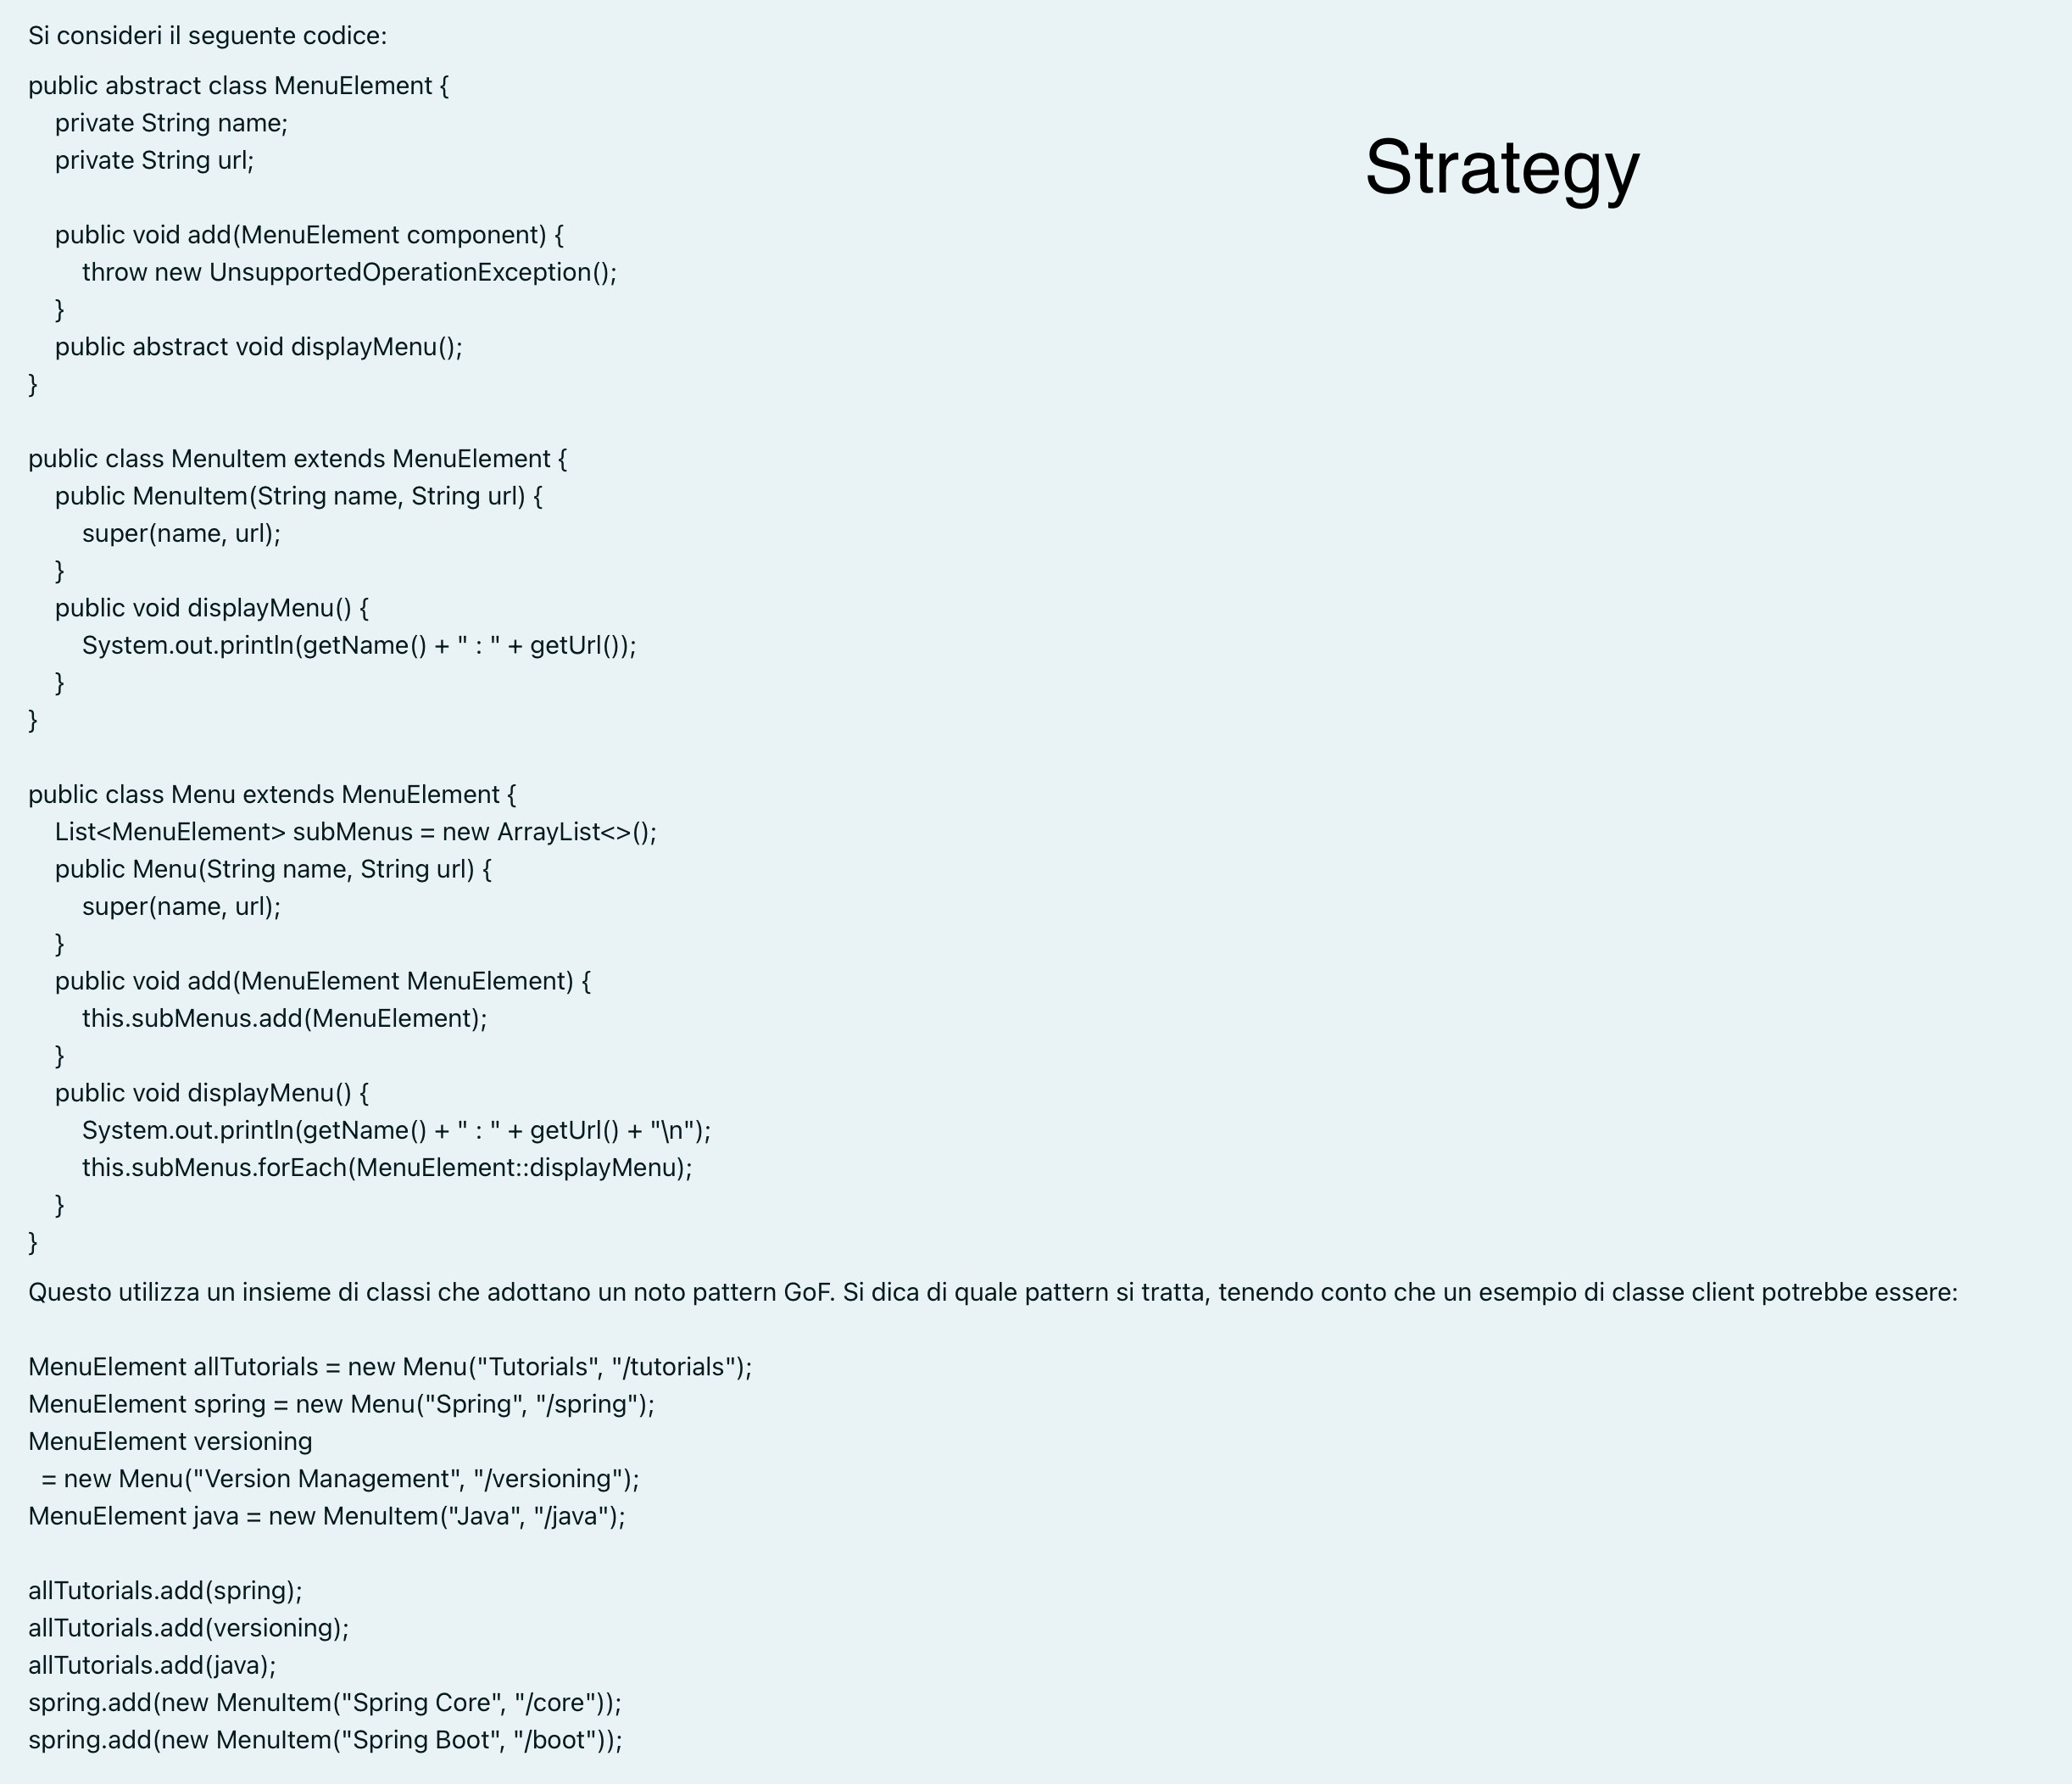 Si consideri il seguente codice:
public abstract class MenuElement {
    private String name;
    private String url;
Strategy
    public void add(MenuElement component) {
        throw new UnsupportedOperationException();
    }
    public abstract void displayMenu();
}
public class MenuItem extends MenuElement {
    public MenuItem(String name, String url) {
        super(name, url);
    }
    public void displayMenu() {
        System.out.println(getName() + " : " + getUrl());
    }
}
public class Menu extends MenuElement {
    List<MenuElement> subMenus = new ArrayList<>();
    public Menu(String name, String url) {
        super(name, url);
    }
    public void add(MenuElement MenuElement) {
        this.subMenus.add(MenuElement);
    }
    public void displayMenu() {
        System.out.println(getName() + " : " + getUrl() + "\n");
        this.subMenus.forEach(MenuElement::displayMenu);
    }
}
Questo utilizza un insieme di classi che adottano un noto pattern GoF. Si dica di quale pattern si tratta, tenendo conto che un esempio di classe client potrebbe essere:
MenuElement allTutorials = new Menu("Tutorials", "/tutorials");
MenuElement spring = new Menu("Spring", "/spring");
MenuElement versioning
  = new Menu("Version Management", "/versioning");
MenuElement java = new MenuItem("Java", "/java");
allTutorials.add(spring);
allTutorials.add(versioning);
allTutorials.add(java);
spring.add(new MenuItem("Spring Core", "/core"));
spring.add(new MenuItem("Spring Boot", "/boot"));